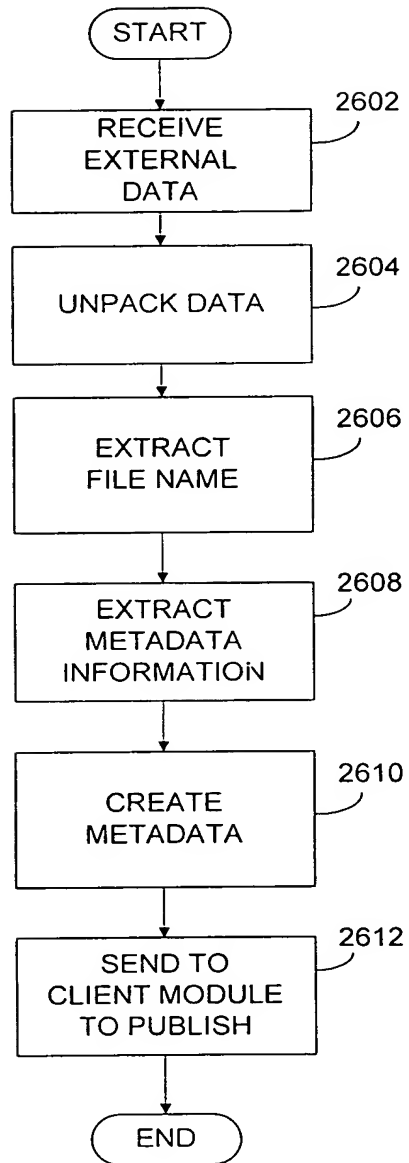 START
2602
RECEIVE
EXTERNAL
DATA
2604
UNPACK DATA
2606
EXTRACT
FILE NAME
2608
EXTRACT
METADATA
INFORMATION
2610
CREATE
METADATA
2612
SEND TO
CLIENT MODULE
TO PUBLISH
END